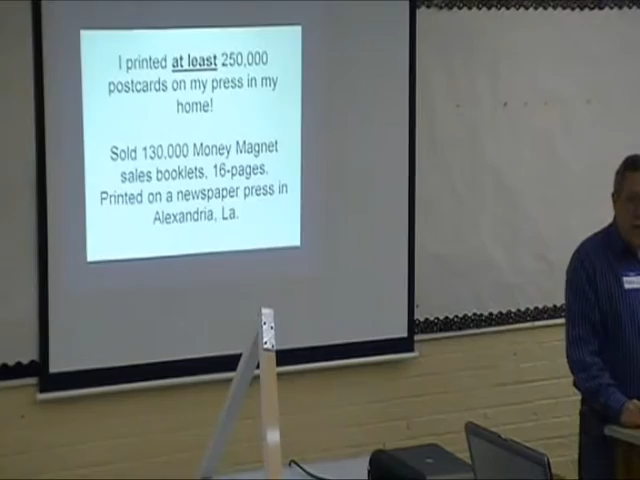 I printed at least 250,000
postcards on my press in my
home!
Sold 130.000 Money Magnet
sales booklets, 16-pages.
Printed on a newspaper press in
Alexandria, La.